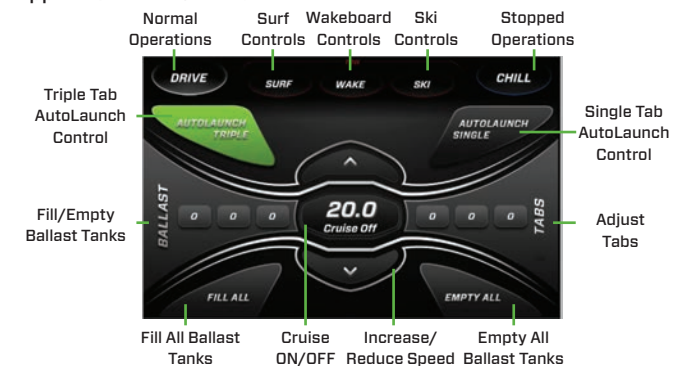 Normal
Operations
Surf
Controls
Wakeboard
Controls
Ski
Controls
Stopped
Operations
DRIVE
SURF
WAKE
SKI
CHILL
Triple Tab
AutoLaunch
Control
AUTOLAUNCH
TRIPLE
AUTOLAUNCH
SINGLE
Single Tab
AutoLaunch
Control
Fill/Empty
Ballast Tanks
BALLAST
0 0 0
20.0
Cruise Off
0 0 0
TABS
Adjust
Tabs
FILL ALL
EMPTY ALL
Fill All Ballast
Tanks
Cruise
ON/OFF
Increase/
Reduce Speed
Empty All
Ballast Tanks